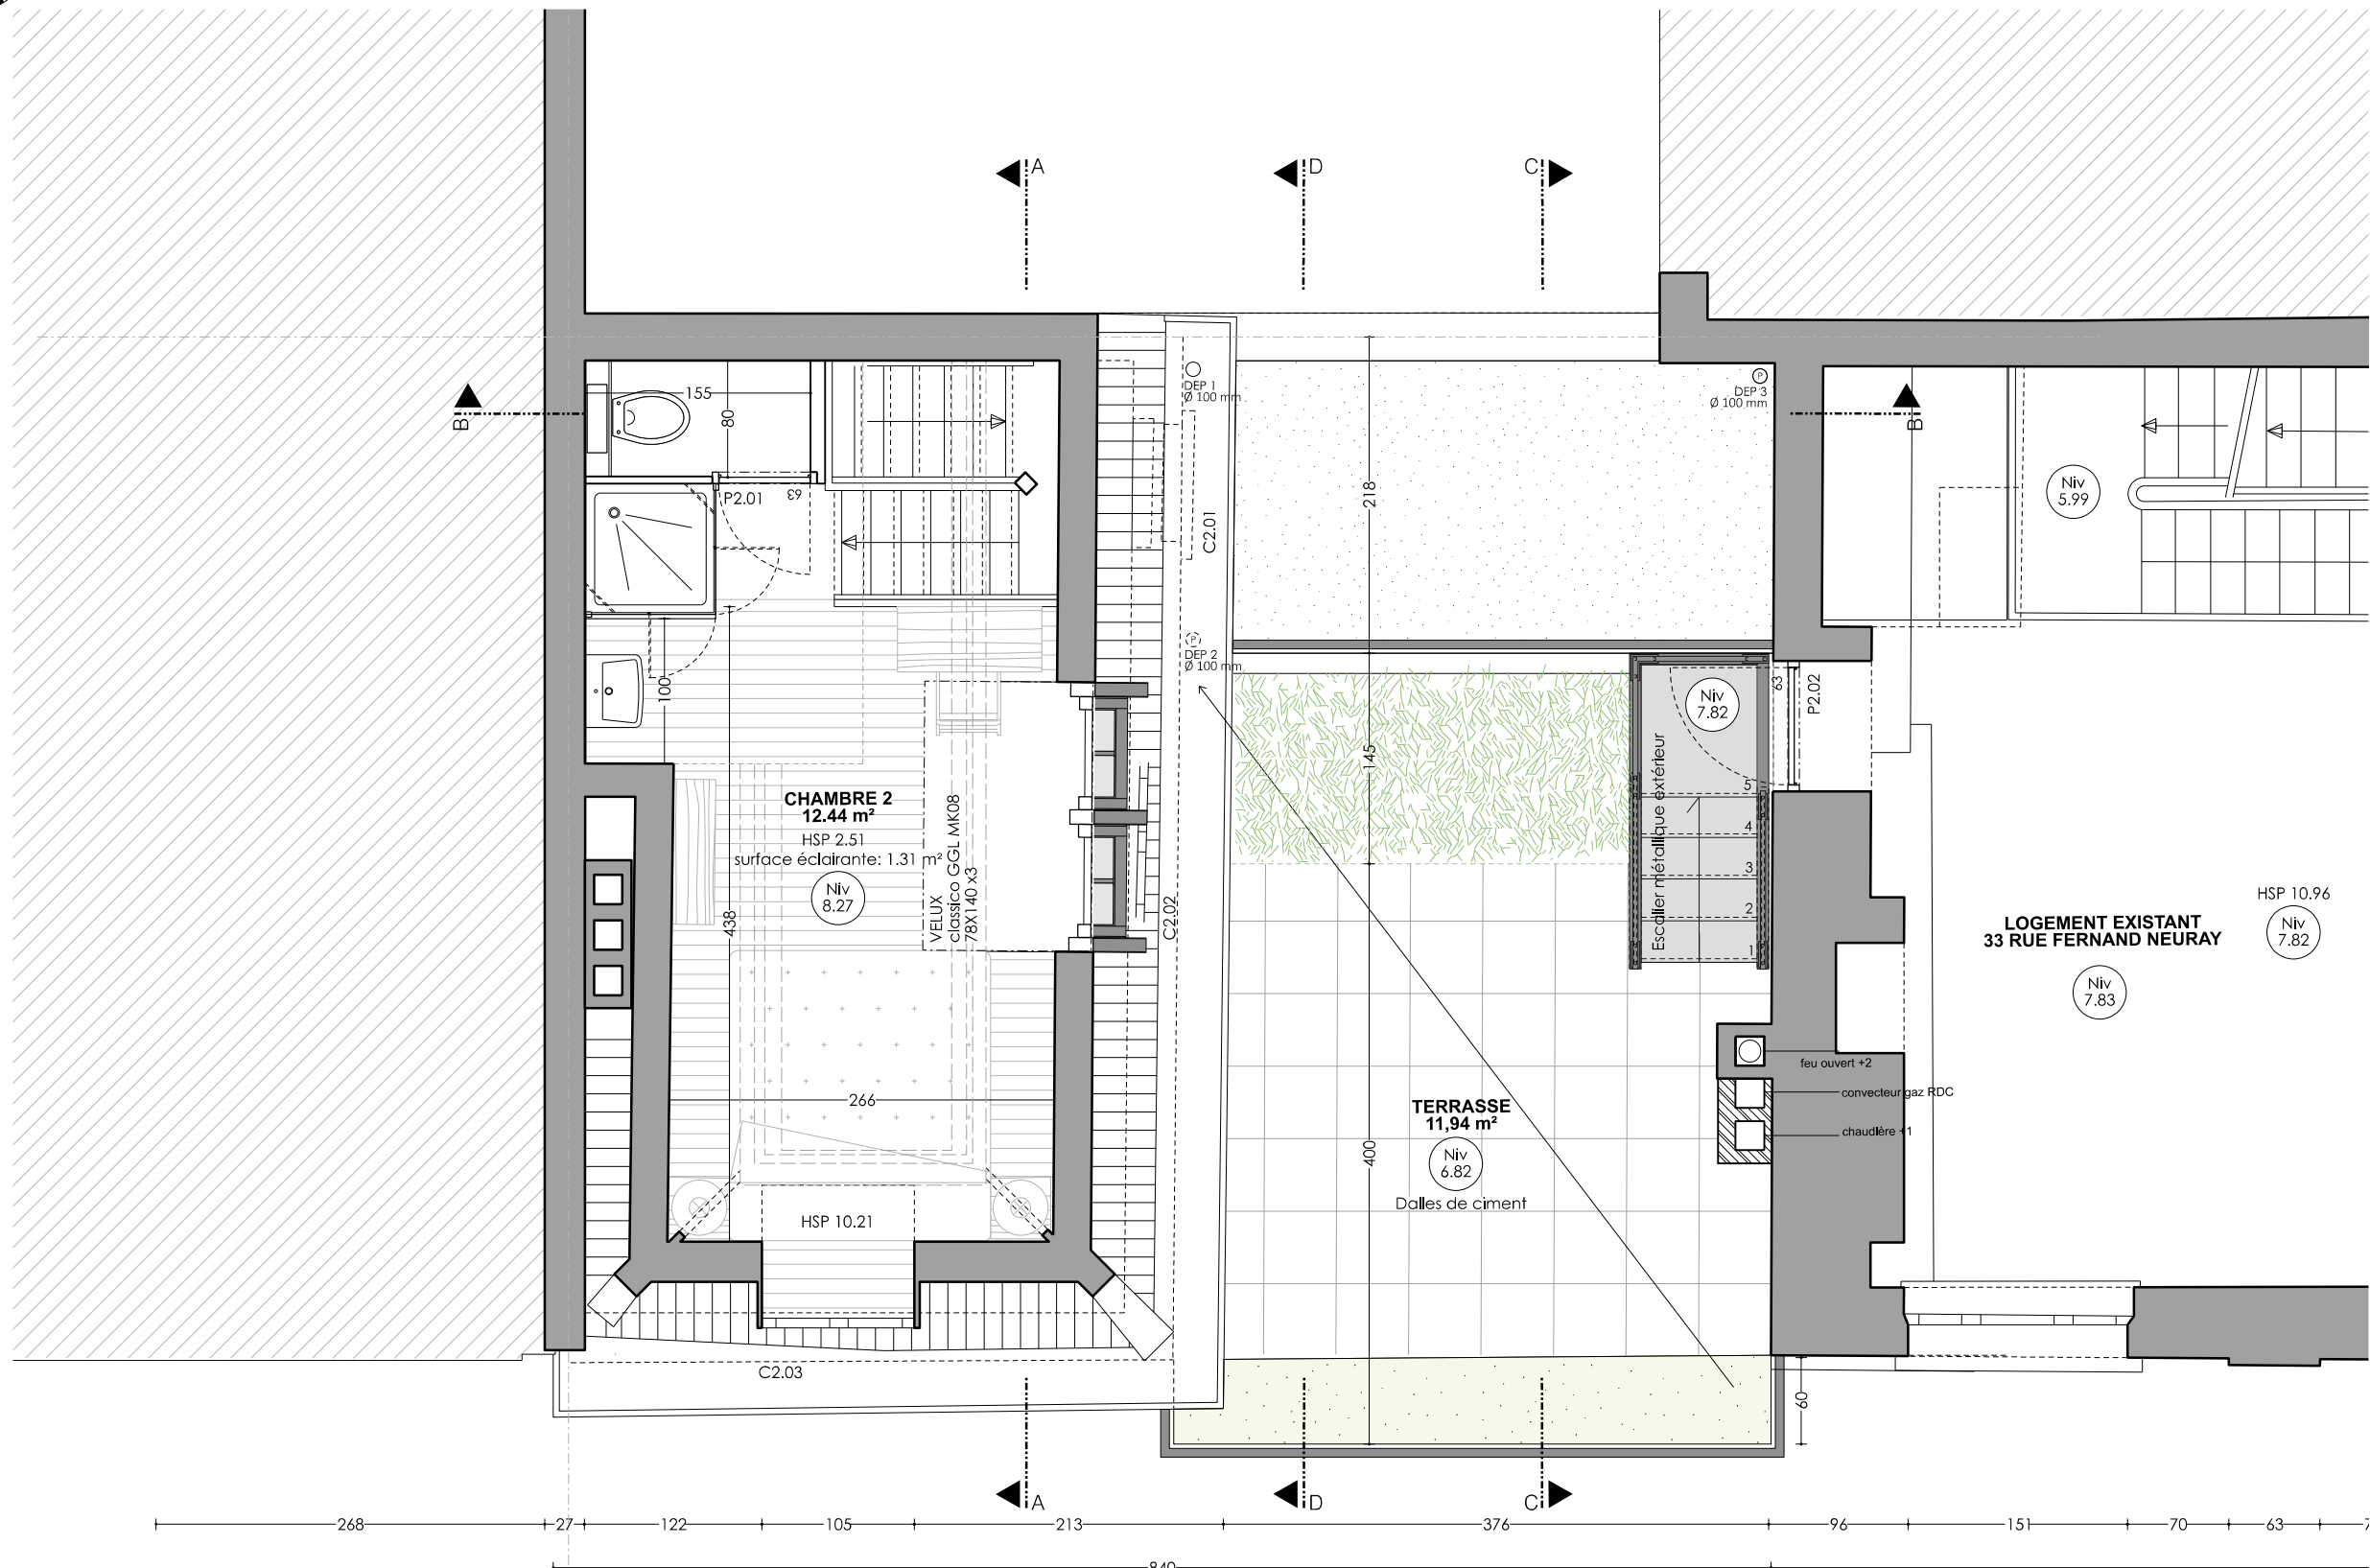 A
D
C
B
155
80
P2.01
63
DEP 1
Ø 100 mm
C2.01
DEP 3
Ø 100 mm
B
Niv
5.99
218
DEP 2
Ø 100 mm
100
Niv
7.82
63
P2.02
145
Escalier métallique extérieur
5
4
3
2
1
CHAMBRE 2
12.44 m²
HSP 2.51
surface éclairante: 1.31 m²
Niv
8.27
438
VELUX
classico GGL MK08
78X140 x3
C2.02
HSP 10.96
Niv
7.82
LOGEMENT EXISTANT
33 RUE FERNAND NEURAY
Niv
7.83
feu ouvert +2
convecteur gaz RDC
chaudière +1
266
TERRASSE
11,94 m²
Niv
6.82
Dalles de ciment
400
HSP 10.21
C2.03
60
A
D
C
268
27
122
105
213
376
96
151
70
63
7
840